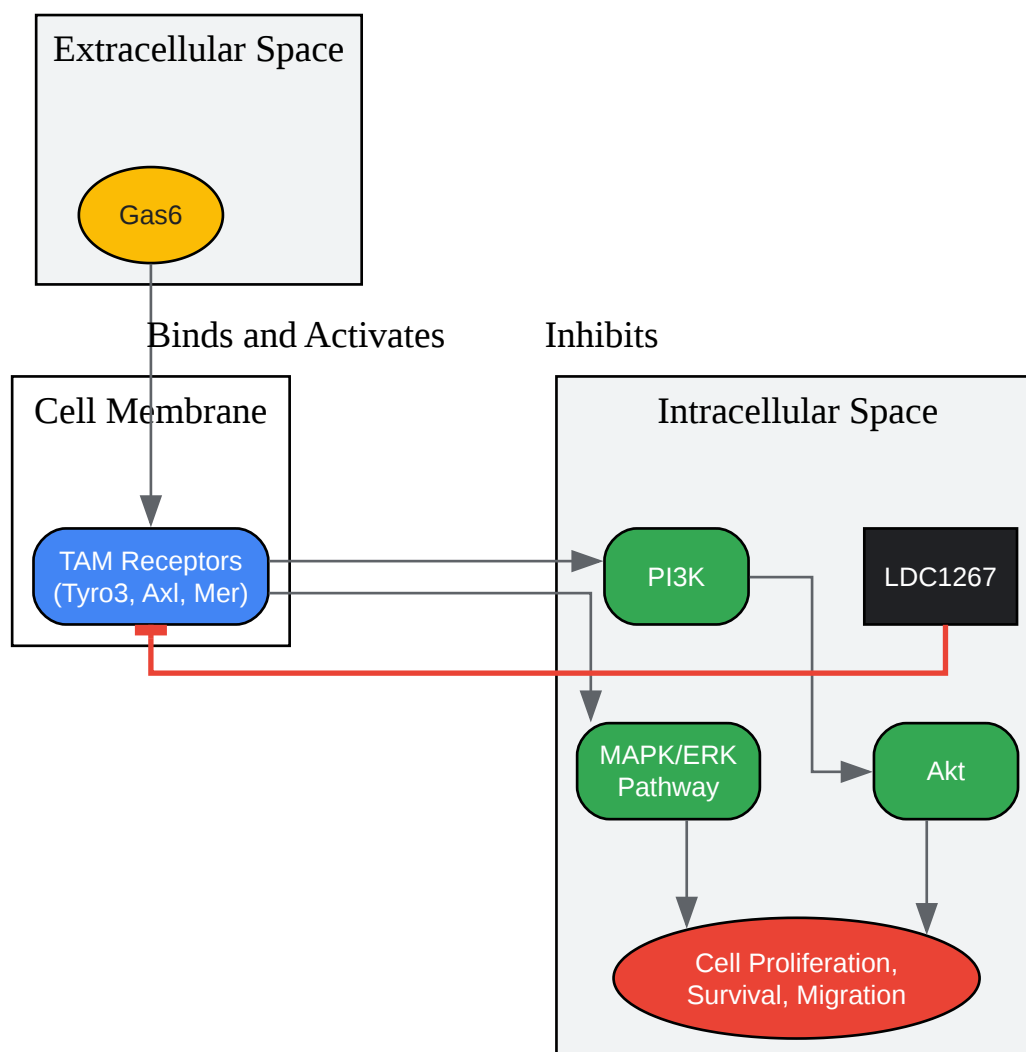 Extracellular Space
Gas6
Binds and Activates
Inhibits
Cell Membrane
Intracellular Space
TAM Receptors
(Tyro3, Axl, Mer)
PI3K
LDC1267
MAPK/ERK
Pathway
Akt
Cell Proliferation,
Survival, Migration